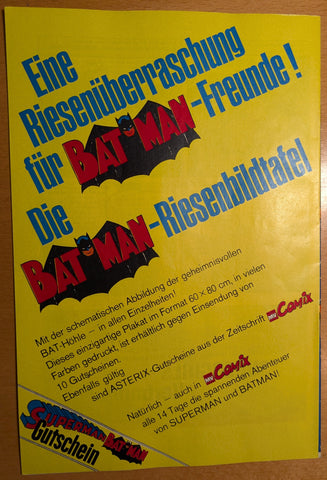 Eine
Riesenüberraschung
für BATMAN-Freunde!
Die
BATMAN-Riesenbildtafel
Mit der schematischen Abbildung der geheimnisvollen
BAT-Höhle – in allen Einzelheiten!
Dieses einzigartige Plakat im Format 60 x 80 cm, in vielen
Farben gedruckt, ist erhältlich gegen Einsendung von
10 Gutscheinen.
Ebenfalls gültig
sind ASTERIX-Gutscheine aus der Zeitschrift Comix
Natürlich – auch in Comix
alle 14 Tage die spannenden Abenteuer
von SUPERMAN und BATMAN!
SUPERMAN BATMAN
Gutschein